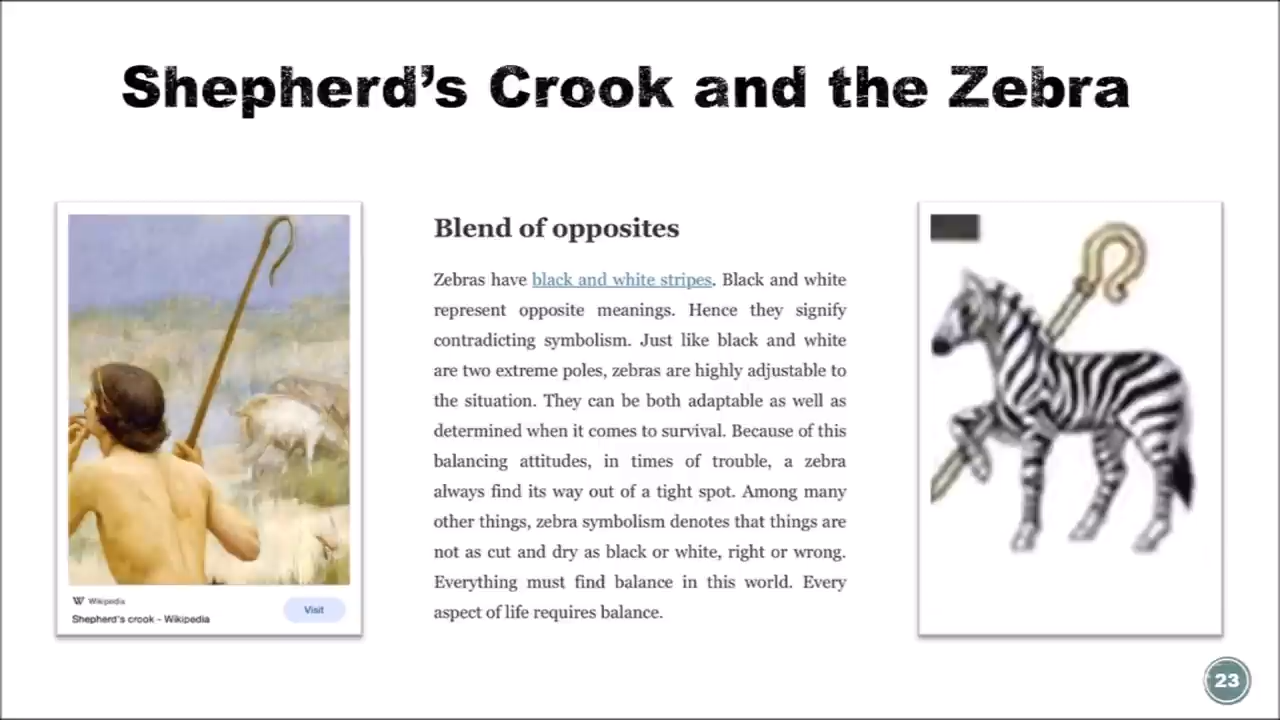 Shepherd's Crook and the Zebra
Blend of opposites
Zebras have black and white stripes. Black and white
represent opposite meanings. Hence they signify
contradicting symbolism. Just like black and white
are two extreme poles, zebras are highly adjustable to
the situation. They can be both adaptable as well as
determined when it comes to survival. Because of this
balancing attitudes, in times of trouble, a zebra
always find its way out of a tight spot. Among many
other things, zebra symbolism denotes that things are
not as cut and dry as black or white, right or wrong.
Everything must find balance in this world. Every
aspect of life requires balance.
W Wikipedia
Shepherd's crook - Wikipedia
Visit
23